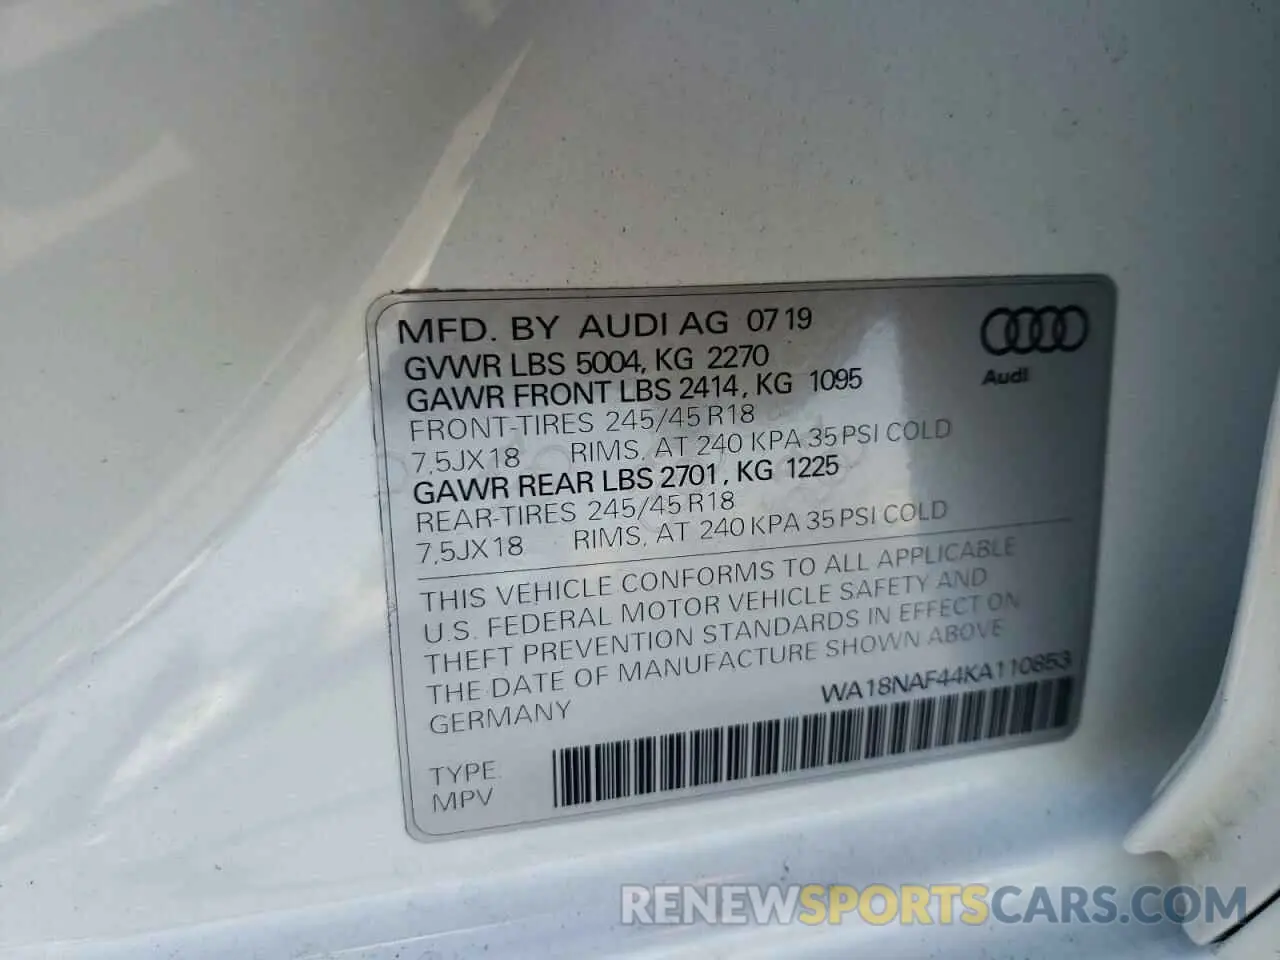 MFD. BY AUDI AG 0719
GVWR LBS 5004, KG 2270
GAWR FRONT LBS 2414, KG 1095
FRONT-TIRES 245/45 R18
7,5JX18 RIMS, AT 240 KPA 35 PSI COLD
GAWR REAR LBS 2701, KG 1225
REAR-TIRES 245/45 R18
7,5JX18 RIMS, AT 240 KPA 35 PSI COLD
Audi
THIS VEHICLE CONFORMS TO ALL APPLICABLE
U.S. FEDERAL MOTOR VEHICLE SAFETY AND
THEFT PREVENTION STANDARDS IN EFFECT ON
THE DATE OF MANUFACTURE SHOWN ABOVE
GERMANY
WA18NAF44KA110853
TYPE:
MPV
RENEWSPORTSCARS.COM